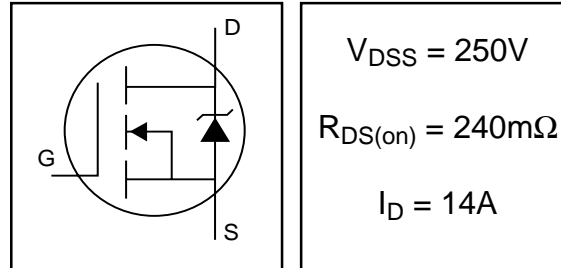 D
G
S
V_DSS = 250V
R_DS(on) = 240mΩ
I_D = 14A